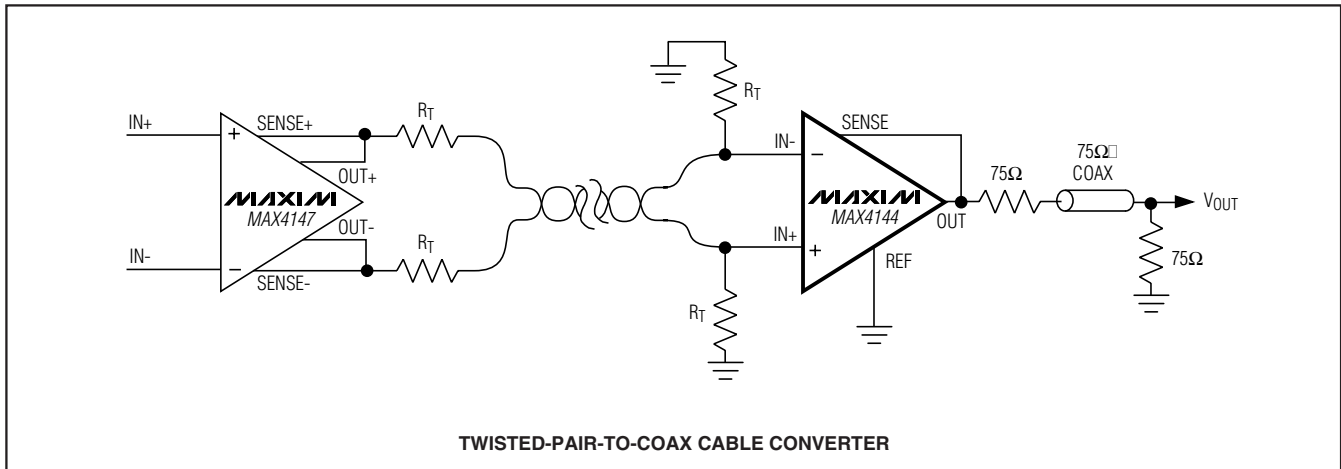 R_T
IN+
SENSE+
R_T
IN-
SENSE
75Ω□
COAX
75Ω
+
OUT+
MAXIM
MAX4147
OUT-
−
MAXIM
MAX4144
OUT
V_OUT
IN-
−
SENSE-
R_T
IN+
+
REF
75Ω
R_T
TWISTED-PAIR-TO-COAX CABLE CONVERTER